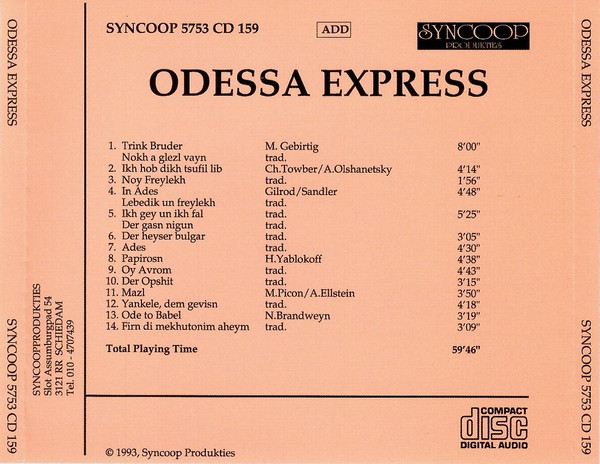 ODESSA EXPRESS
SYNCOOP 5753 CD 159
SYNCOOPPRODUKTIES
Slot Assumburgpad 54
3121 RR SCHIEDAM
Tel. 010 - 4707439
SYNCOOP 5753 CD 159
ADD
SYNCOOP
PRODUKTIES
ODESSA EXPRESS
1. Trink Bruder M. Gebirtig 8'00"
Nokh a glezl vayn trad.
2. Ikh hob dikh tsufil lib Ch.Towber/A.Olshanetsky 4'14"
3. Noy Freylekh trad. 1'56"
4. In Ades Gilrod/Sandler 4'48"
Lebedik un freylekh trad.
5. Ikh gey un ikh fal trad. 5'25"
Der gasn nigun trad.
6. Der heyser bulgar trad. 3'05"
7. Ades trad. 4'30"
8. Papirosn H.Yablokoff 4'38"
9. Oy Avrom trad. 4'43"
10. Der Opshit trad. 3'15"
11. Mazl M.Picon/A.Ellstein 3'50"
12. Yankele, dem gevisn trad. 4'18"
13. Ode to Babel N.Brandweyn 3'19"
14. Firn di mekhutonim aheym trad. 3'09"
Total Playing Time 59'46"
© 1993, Syncoop Produkties
COMPACT
disc
DIGITAL AUDIO
ODESSA EXPRESS
SYNCOOP 5753 CD 159